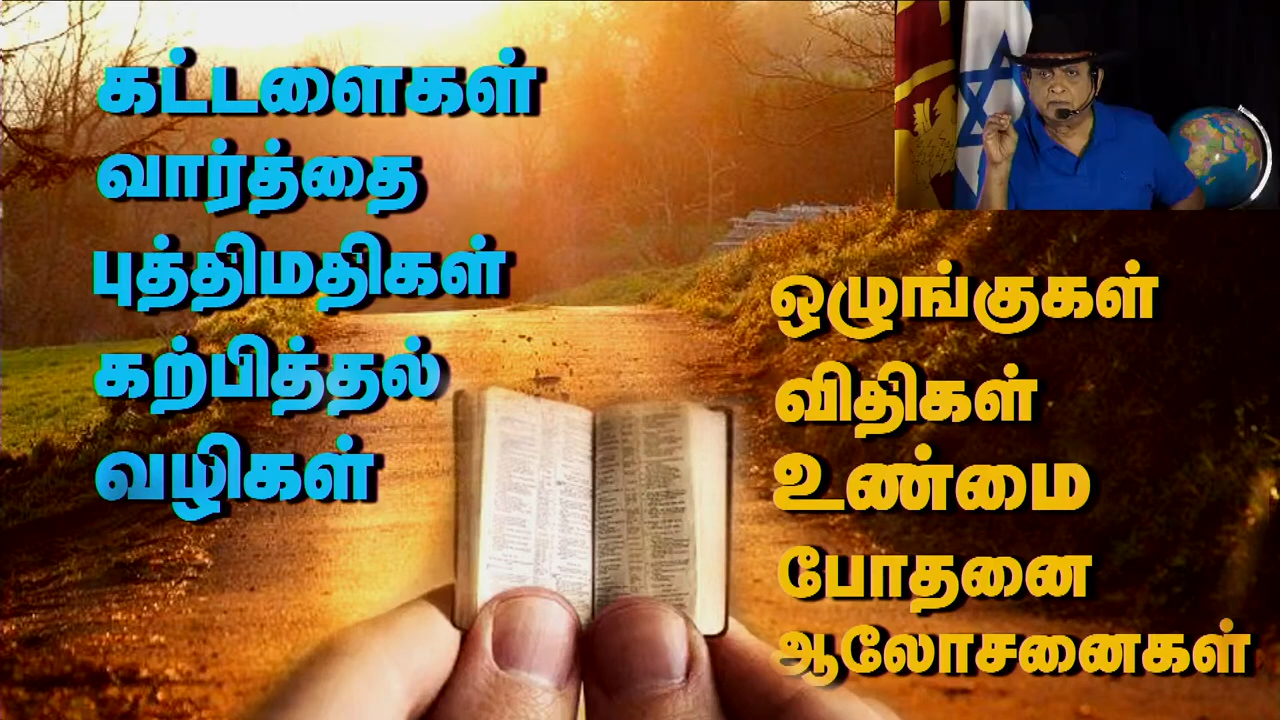 கட்டளைகள்
வார்த்தை
புத்திமதிகள்
கற்பித்தல்
வழிகள்
ஒழுங்குகள்
விதிகள்
உண்மை
போதனை
ஆலோசனைகள்